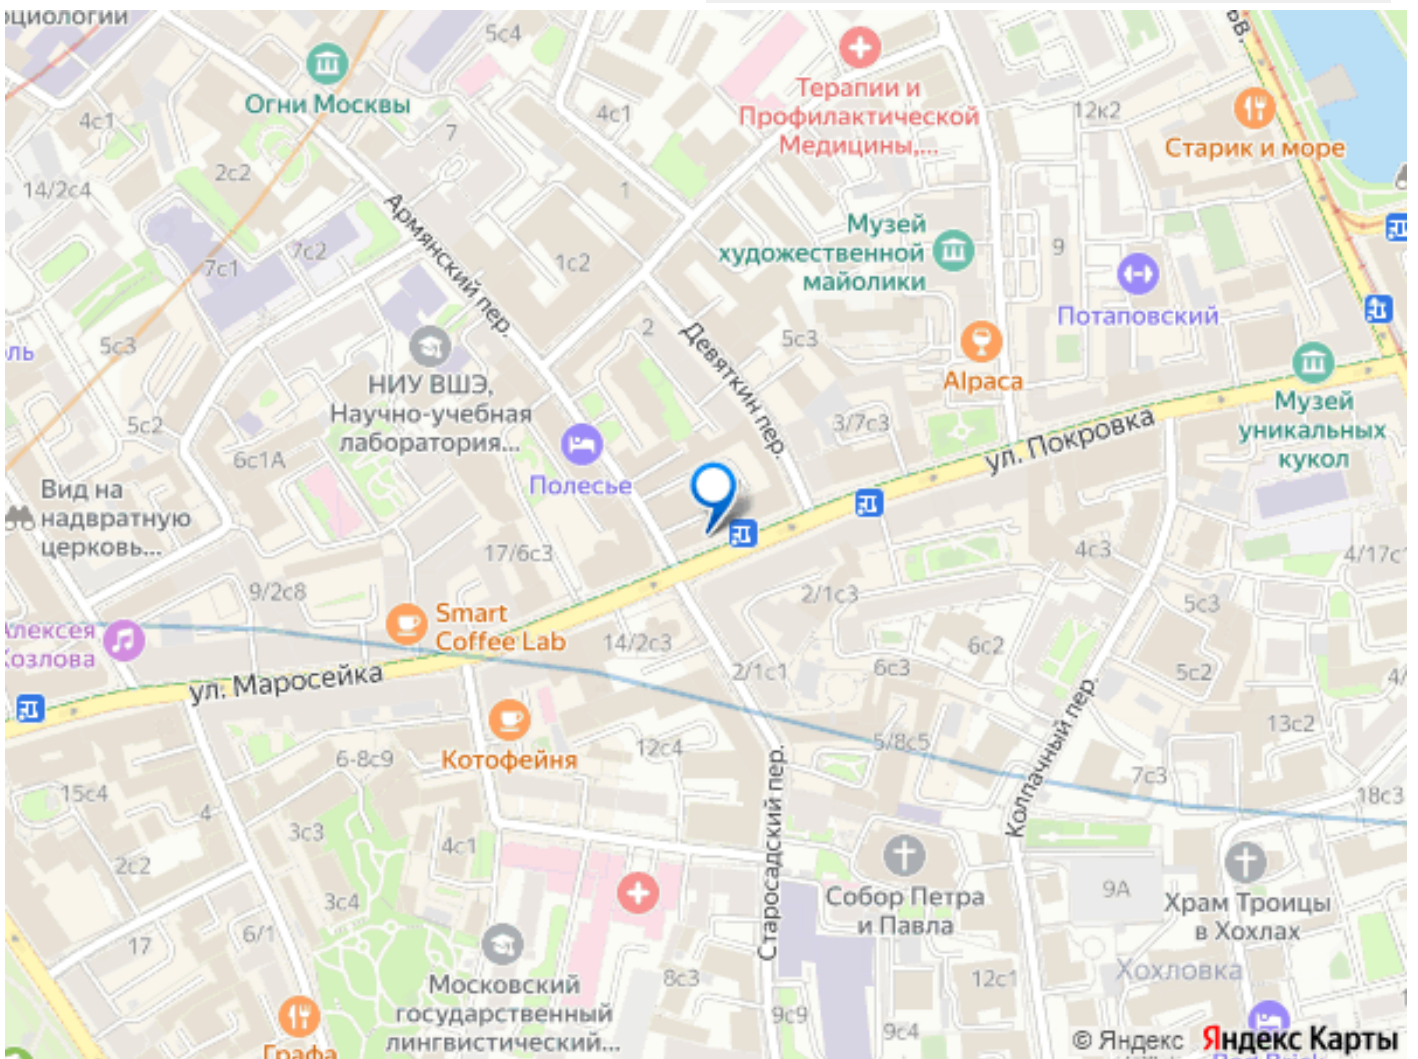 циологии
5с4
Огни Москвы
4с1
7
4с1
Терапии и
Профилактической
Медицины,...
12к2
Старик и море
2с2
14/2с4
1
Армянский пер.
7с2
7с1
1с2
Музей
художественной
майолики
9
Потаповский
5с3
2
Девяткин пер.
5с3
Alpaca
НИУ ВШЭ,
Научно-учебная
лаборатория...
5с2
6с1А
3/7с3
ул. Покровка
Музей
уникальных
кукол
Полесье
Вид на
надвратную
церковь...
17/6с3
4с3
4/17с1
9/2с8
2/1с3
5с3
Smart
Coffee Lab
Алексея
Козлова
14/2с3
2/1с1
6с3
6с2
5с2
4/
ул. Маросейка
Колпачный пер.
13с2
Котофейня
12с4
6-8с9
5/8с5
7с3
18с3
15с4
4
3с3
4с1
2с2
Старосадский пер.
Собор Петра
и Павла
9А
Храм Троицы
в Хохлах
3с4
6/1
17
Московский
государственный
лингвистический...
8с3
12с1
Хохловка
9с9
9с4
Графа
© Яндекс Яндекс Карты